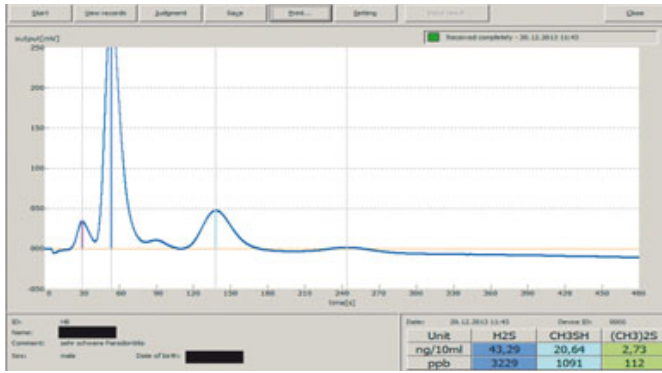 Start View records Judgment Save Print... Setting Close
output[mV] Received completely - 20.12.2013 11:43
250
200
150
100
050
000
-050
0 30 60 90 120 150 180 210 240 270 300 330 360 390 420 450 480
time[s]
ID: HB
Name:
Comment: sehr schwere Parodontitis
Sex: male Date of birth:
Date: 20.12.2013 11:43 Device ID: 0000
Unit H2S CH3SH (CH3)2S
ng/10ml 43,29 20,64 2,73
ppb 3229 1091 112